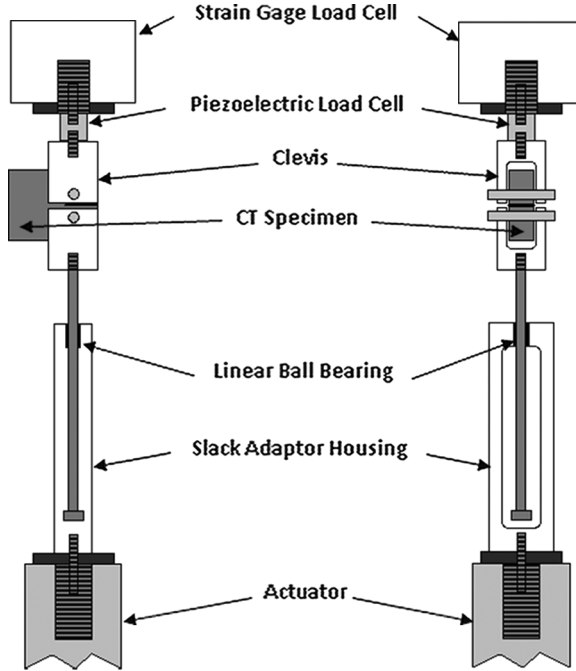 Strain Gage Load Cell
Piezoelectric Load Cell
Clevis
CT Specimen
Linear Ball Bearing
Slack Adaptor Housing
Actuator